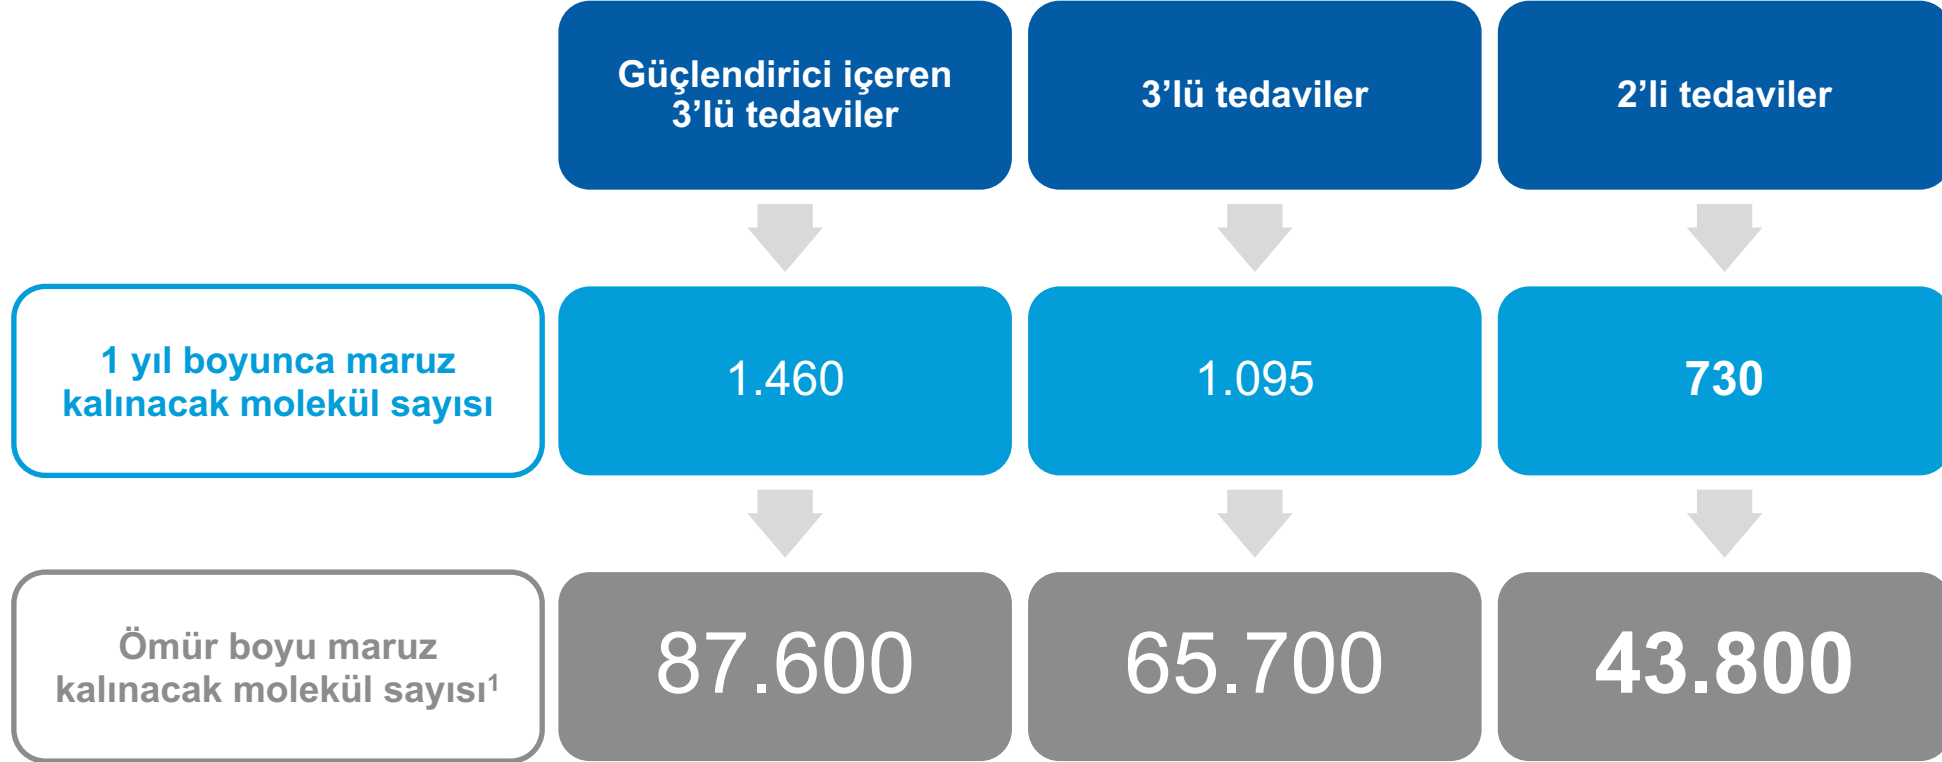 Güçlendirici içeren
3’lü tedaviler
3’lü tedaviler
2’li tedaviler
1 yıl boyunca maruz
kalınacak molekül sayısı
1.460
1.095
730
Ömür boyu maruz
kalınacak molekül sayısı¹
87.600
65.700
43.800